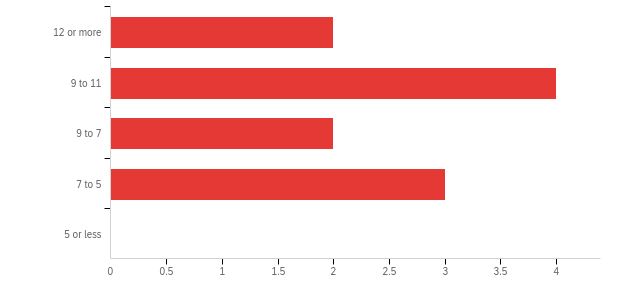 12 or more
9 to 11
9 to 7
7 to 5
5 or less
0 0.5 1 1.5 2 2.5 3 3.5 4